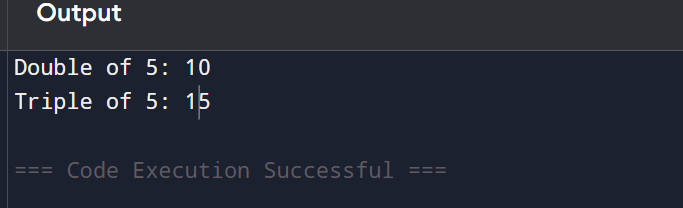 Output
Double of 5: 10
Triple of 5: 15
=== Code Execution Successful ===